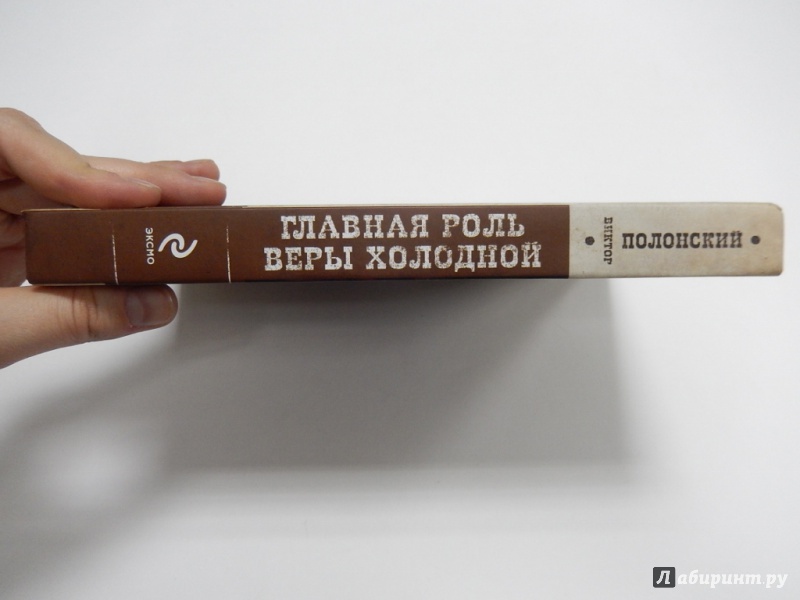 ЭКСМО
ГЛАВНАЯ РОЛЬ
ВЕРЫ ХОЛОДНОЙ
ВИКТОР
• ПОЛОНСКИЙ •
Лабиринт.ру